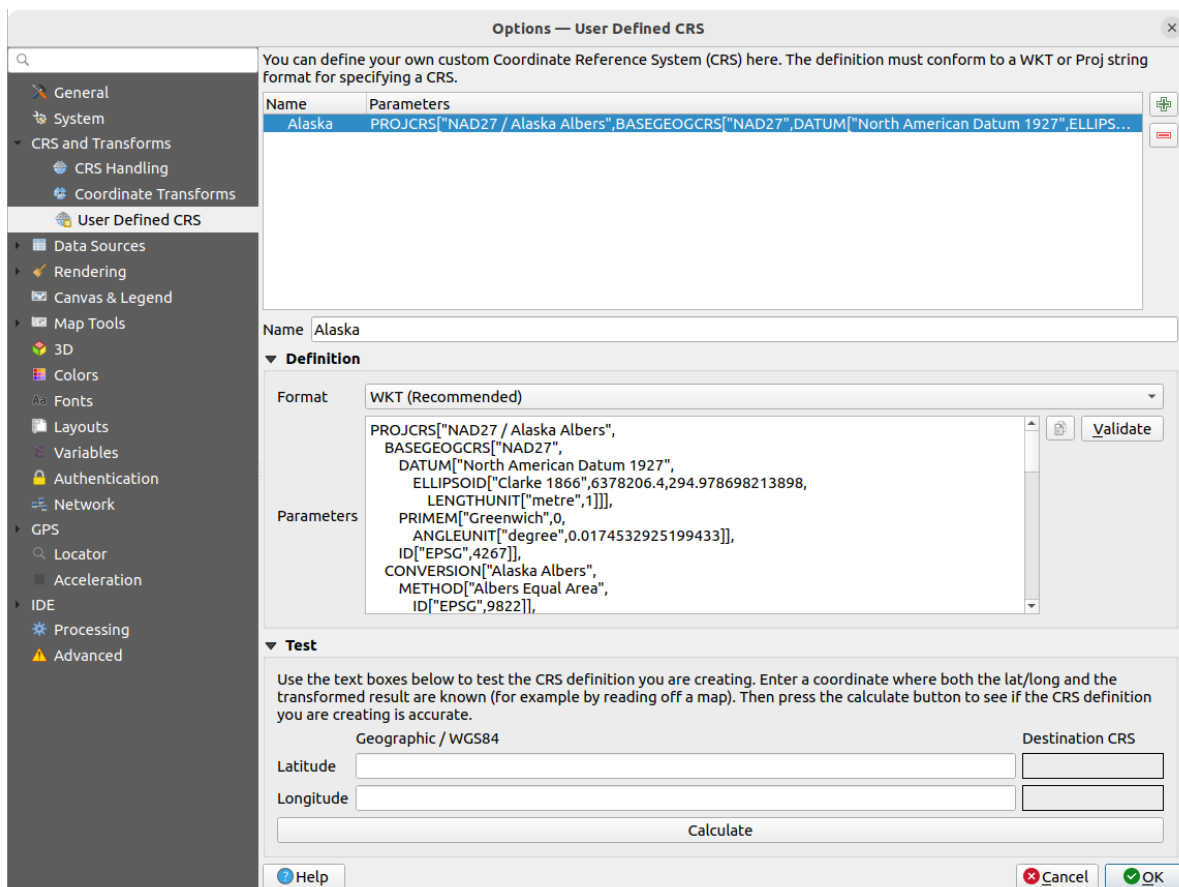 Options — User Defined CRS
General
System
CRS and Transforms
CRS Handling
Coordinate Transforms
User Defined CRS
Data Sources
Rendering
Canvas & Legend
Map Tools
3D
Colors
Aa Fonts
Layouts
Variables
Authentication
Network
GPS
Locator
Acceleration
IDE
Processing
Advanced
You can define your own custom Coordinate Reference System (CRS) here. The definition must conform to a WKT or Proj string
format for specifying a CRS.
Name Parameters
Alaska PROJCRS["NAD27 / Alaska Albers",BASEGEOGCRS["NAD27",DATUM["North American Datum 1927",ELLIPS...
Name Alaska
Definition
Format WKT (Recommended)
Validate
Parameters
PROJCRS["NAD27 / Alaska Albers",
BASEGEOGCRS["NAD27",
DATUM["North American Datum 1927",
ELLIPSOID["Clarke 1866",6378206.4,294.978698213898,
LENGTHUNIT["metre",1]]],
PRIMEM["Greenwich",0,
ANGLEUNIT["degree",0.0174532925199433]],
ID["EPSG",4267]],
CONVERSION["Alaska Albers",
METHOD["Albers Equal Area",
ID["EPSG",9822]],
Test
Use the text boxes below to test the CRS definition you are creating. Enter a coordinate where both the lat/long and the
transformed result are known (for example by reading off a map). Then press the calculate button to see if the CRS definition
you are creating is accurate.
Geographic / WGS84 Destination CRS
Latitude
Longitude
Calculate
Help Cancel OK